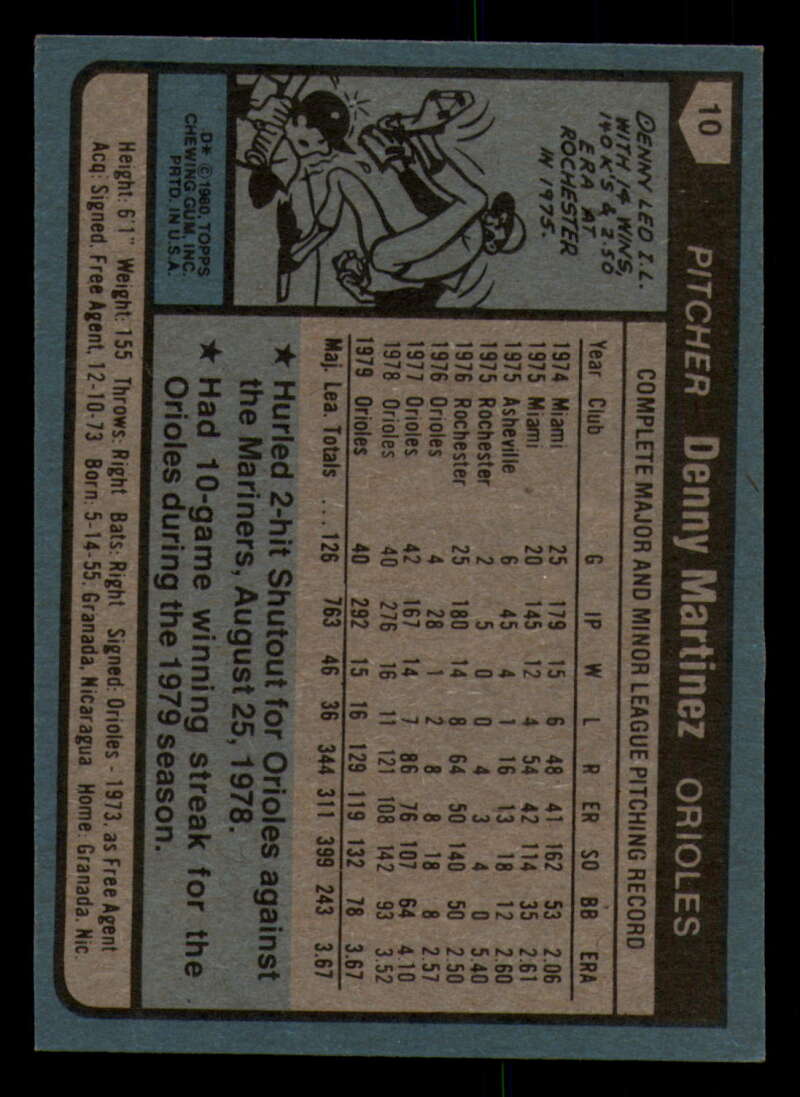 10
PITCHER Denny Martinez ORIOLES
DENNY LED I.L.
WITH 14 WINS,
140 K'S & 2.50
ERA AT
ROCHESTER
IN 1975.
COMPLETE MAJOR AND MINOR LEAGUE PITCHING RECORD
Year Club G IP W L R ER SO BB ERA
1974 Miami 25 179 15 6 48 41 162 53 2.06
1975 Miami 20 145 12 4 54 42 114 35 2.61
1975 Asheville 6 45 4 1 16 13 18 12 2.60
1975 Rochester 2 5 0 0 4 3 4 0 5.40
1976 Rochester 25 180 14 8 64 50 140 50 2.50
1976 Orioles 4 28 1 2 8 8 18 8 2.57
1977 Orioles 42 167 14 7 86 76 107 64 4.10
1978 Orioles 40 276 16 11 121 108 142 93 3.52
1979 Orioles 40 292 15 16 129 119 132 78 3.67
Maj. Lea. Totals .... 126 763 46 36 344 311 399 243 3.67
★ Hurled 2-hit Shutout for Orioles against
the Mariners, August 25, 1978.
★ Had 10-game winning streak for the
Orioles during the 1979 season.
D* © 1980, TOPPS
CHEWING GUM, INC.
PRTD. IN U.S.A.
Height: 6'1" Weight: 155 Throws: Right Bats: Right Signed: Orioles - 1973, as Free Agent
Acq: Signed, Free Agent, 12-10-73 Born: 5-14-55, Granada, Nicaragua Home: Granada, Nic.